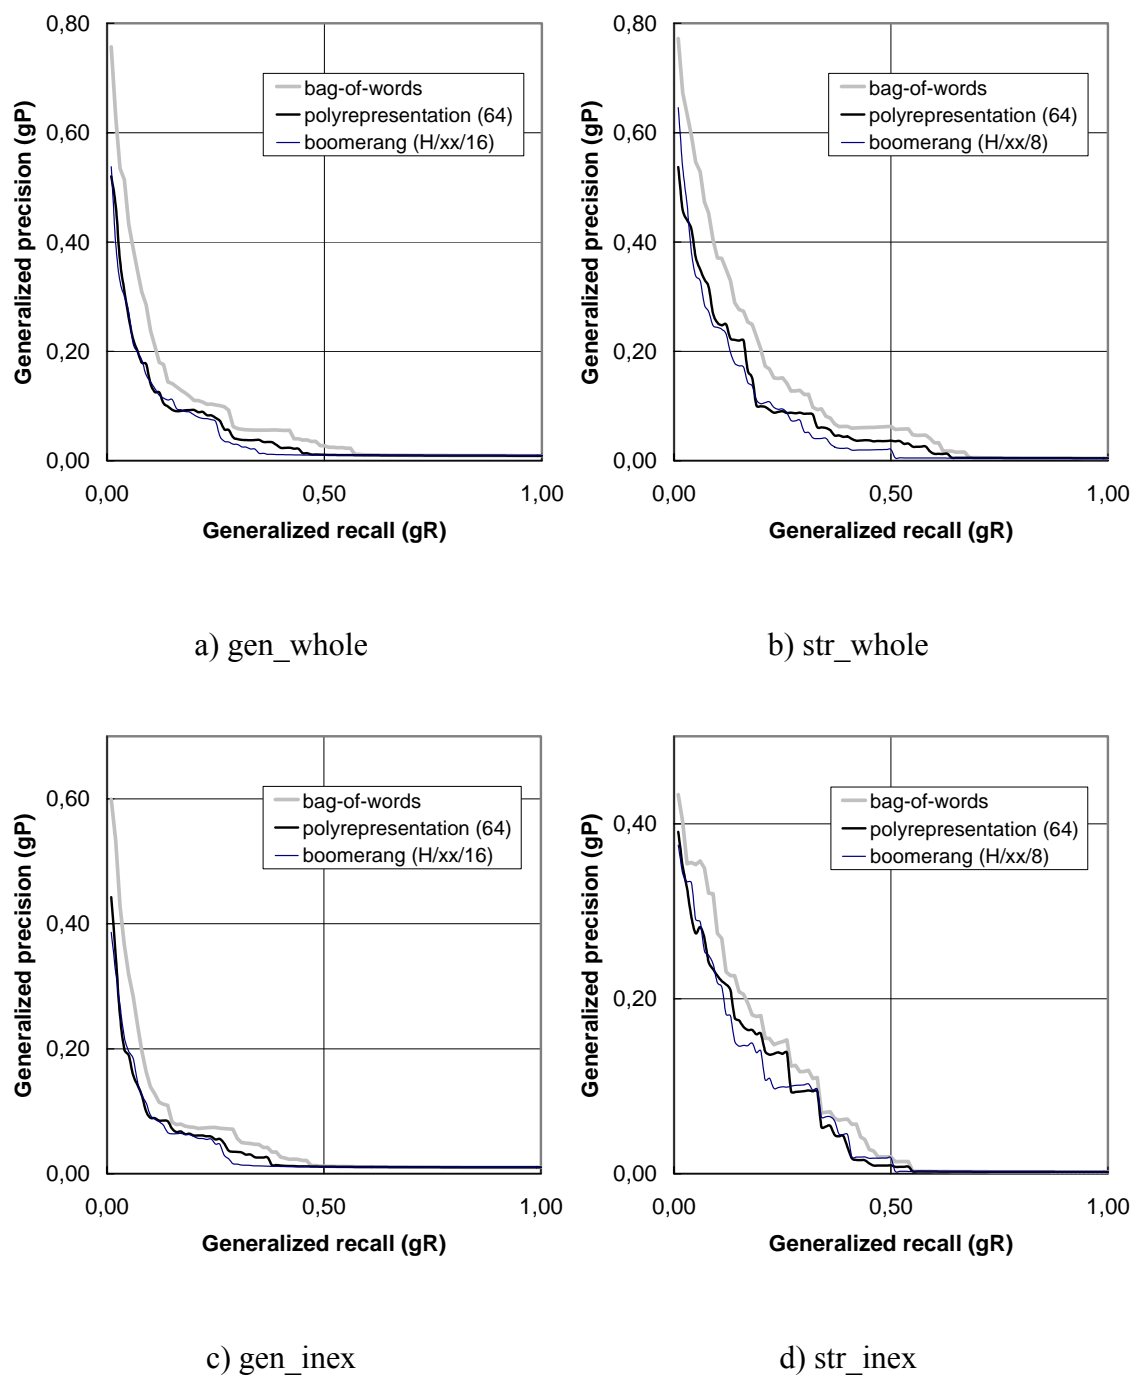 0,80
0,60
0,40
0,20
0,00
Generalized precision (gP)
bag-of-words
polyrepresentation (64)
boomerang (H/xx/16)
0,00 0,50 1,00
Generalized recall (gR)
a) gen_whole
0,80
0,60
0,40
0,20
0,00
Generalized precision (gP)
bag-of-words
polyrepresentation (64)
boomerang (H/xx/8)
0,00 0,50 1,00
Generalized recall (gR)
b) str_whole
0,60
0,40
0,20
0,00
Generalized precision (gP)
bag-of-words
polyrepresentation (64)
boomerang (H/xx/16)
0,00 0,50 1,00
Generalized recall (gR)
c) gen_inex
0,40
0,20
0,00
Generalized precision (gP)
bag-of-words
polyrepresentation (64)
boomerang (H/xx/8)
0,00 0,50 1,00
Generalized recall (gR)
d) str_inex